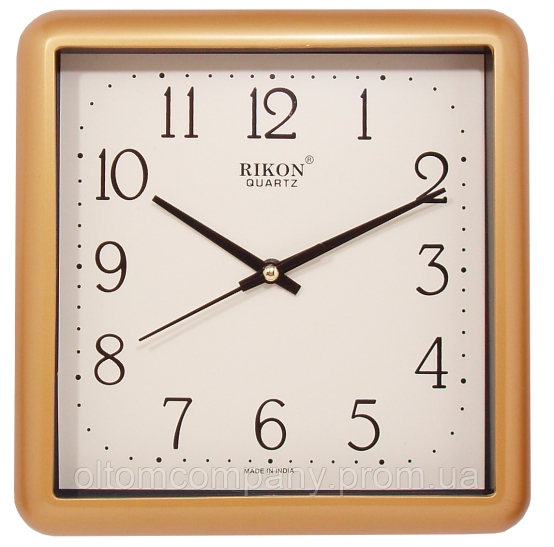 11 12 1
RIKON®
QUARTZ
10 2
9 3
8 4
7 6 5
MADE IN INDIA
oltomcompany.prom.ua